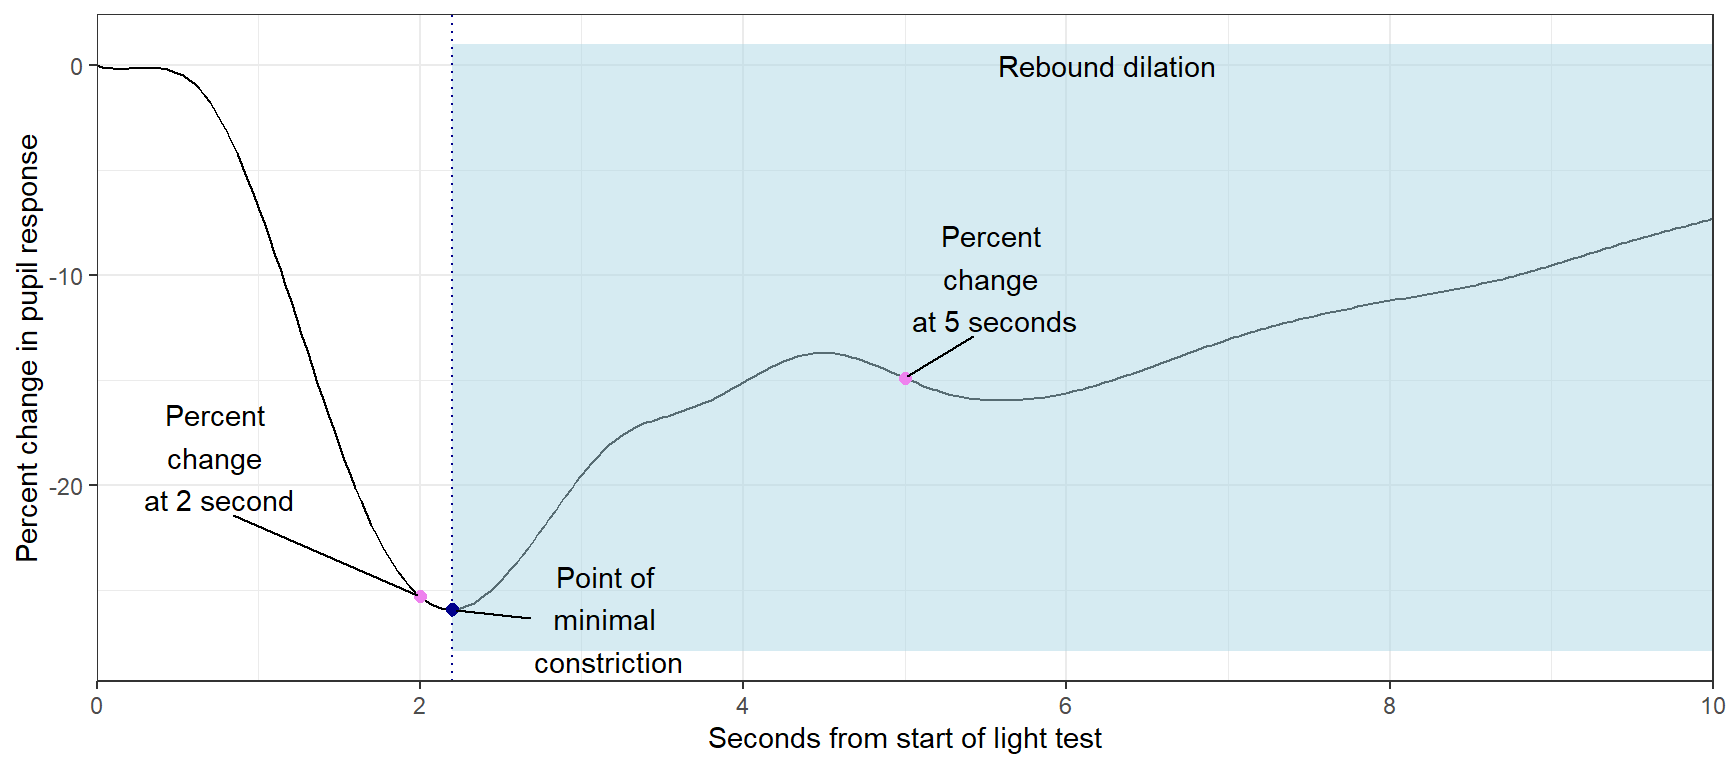 Percent change in pupil response
0
-10
-20
Rebound dilation
Percent
change
at 5 seconds
Percent
change
at 2 second
Point of
minimal
constriction
0 2 4 6 8 10
Seconds from start of light test